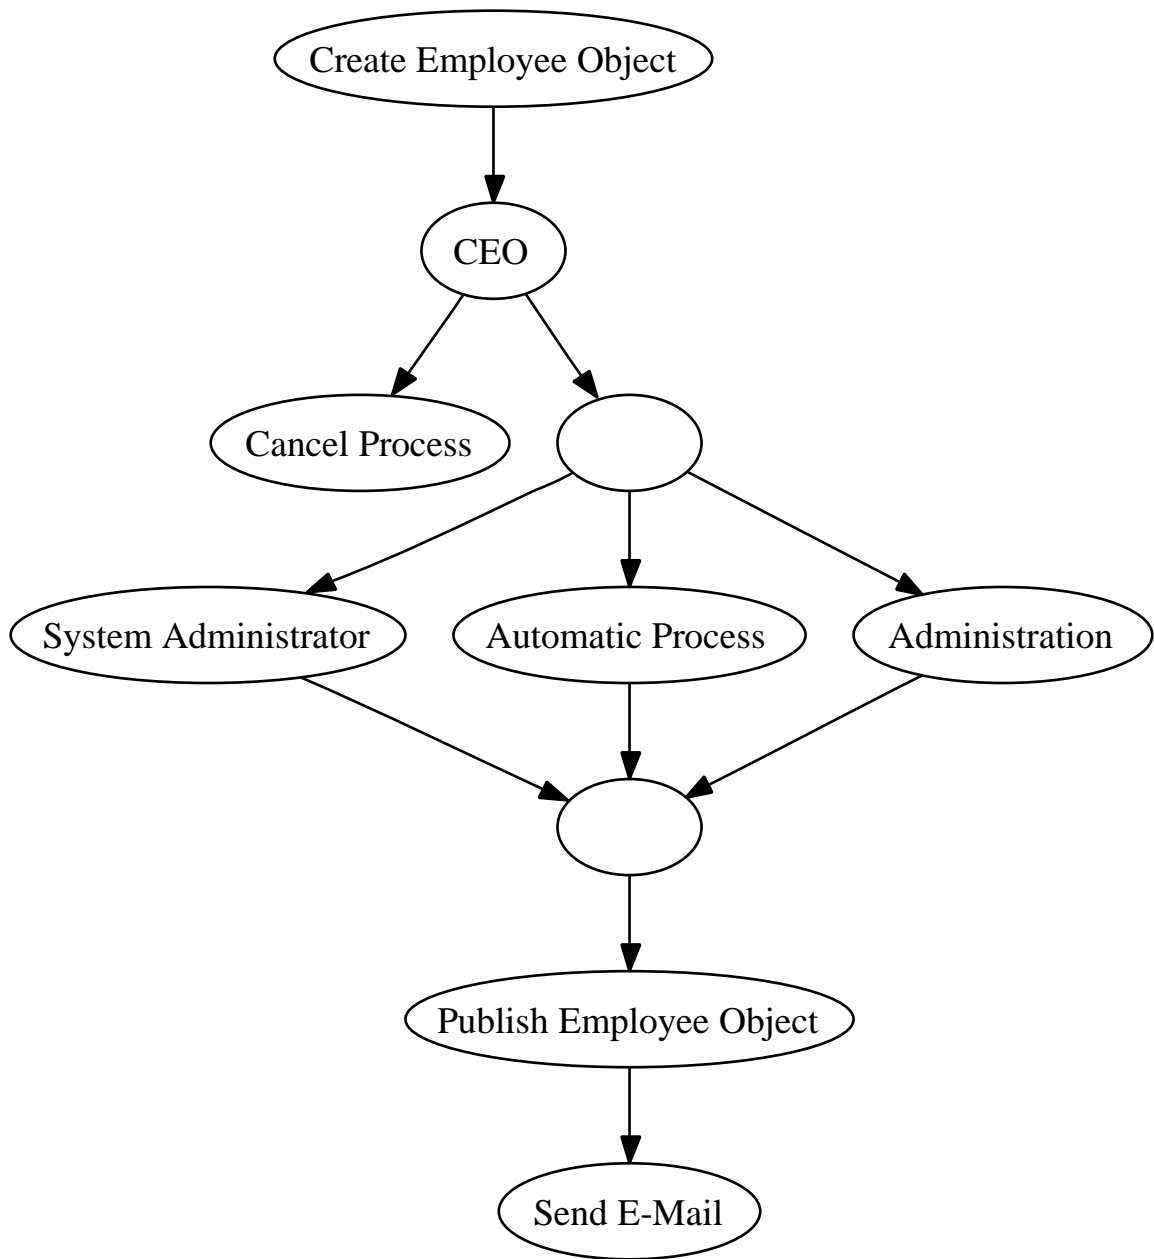 Create Employee Object
CEO
Cancel Process
System Administrator
Automatic Process
Administration
Publish Employee Object
Send E-Mail